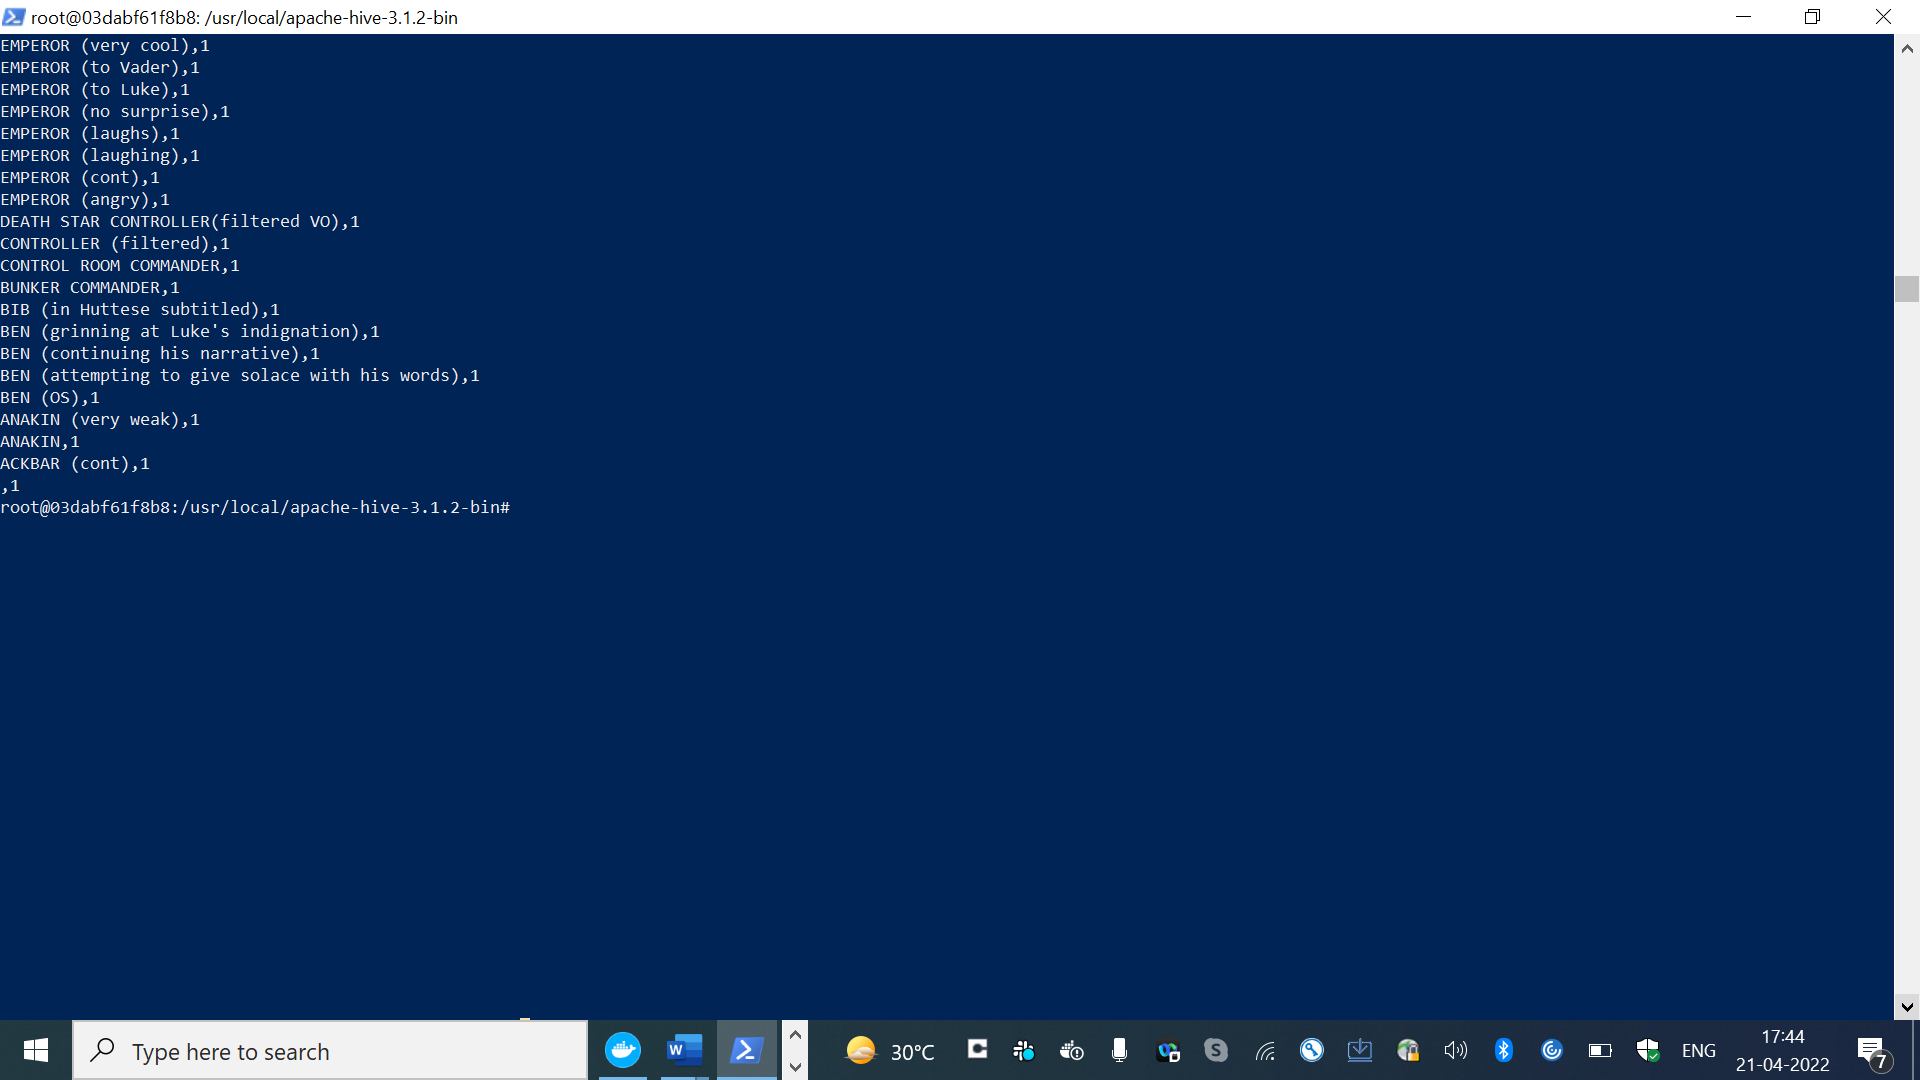 root@03dabf61f8b8: /usr/local/apache-hive-3.1.2-bin
EMPEROR (very cool),1
EMPEROR (to Vader),1
EMPEROR (to Luke),1
EMPEROR (no surprise),1
EMPEROR (laughs),1
EMPEROR (laughing),1
EMPEROR (cont),1
EMPEROR (angry),1
DEATH STAR CONTROLLER(filtered VO),1
CONTROLLER (filtered),1
CONTROL ROOM COMMANDER,1
BUNKER COMMANDER,1
BIB (in Huttese subtitled),1
BEN (grinning at Luke's indignation),1
BEN (continuing his narrative),1
BEN (attempting to give solace with his words),1
BEN (OS),1
ANAKIN (very weak),1
ANAKIN,1
ACKBAR (cont),1
,1
root@03dabf61f8b8:/usr/local/apache-hive-3.1.2-bin#
Type here to search
30°C
ENG
17:44
21-04-2022
7